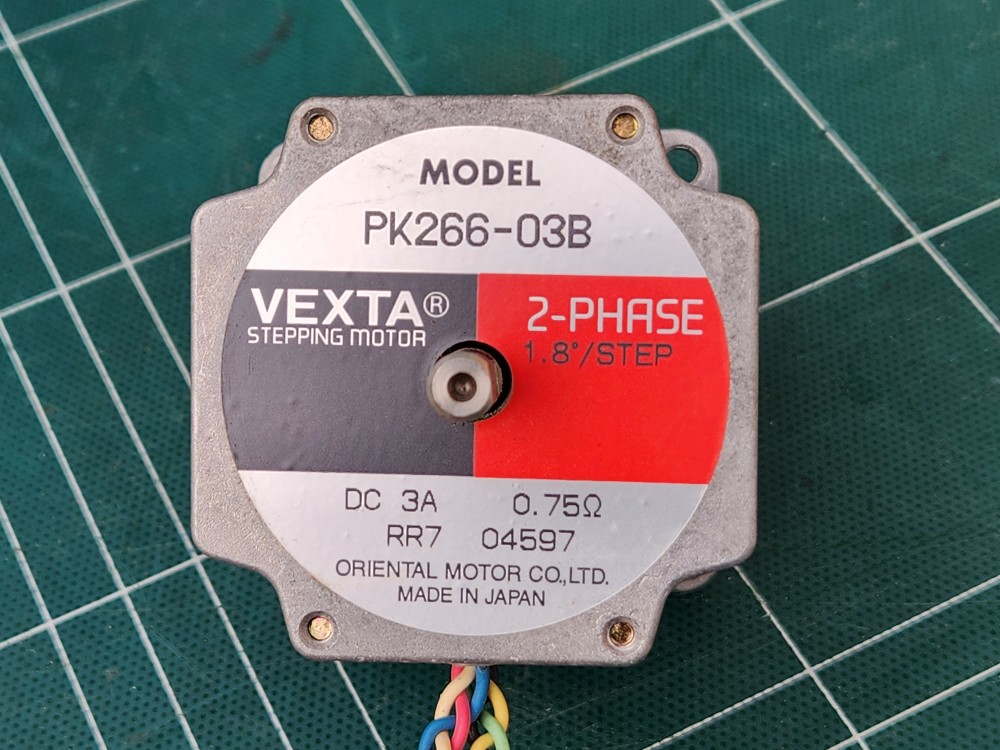 MODEL
PK266-03B
VEXTA®
STEPPING MOTOR
2-PHASE
1.8°/STEP
DC 3A 0.75Ω
RR7 04597
ORIENTAL MOTOR CO.,LTD.
MADE IN JAPAN